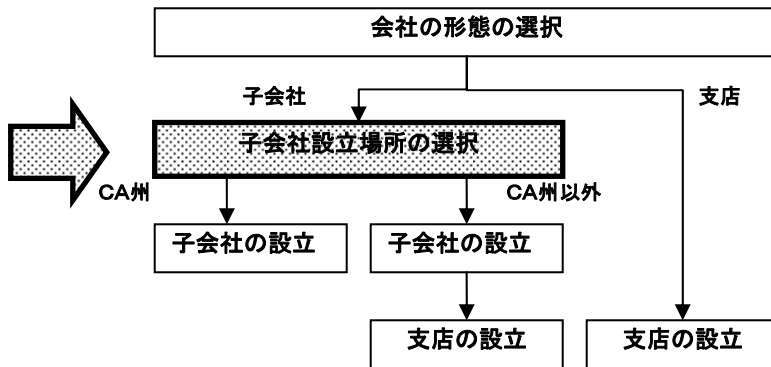 会社の形態の選択
子会社
支店
子会社設立場所の選択
CA州
CA州以外
子会社の設立
子会社の設立
支店の設立
支店の設立